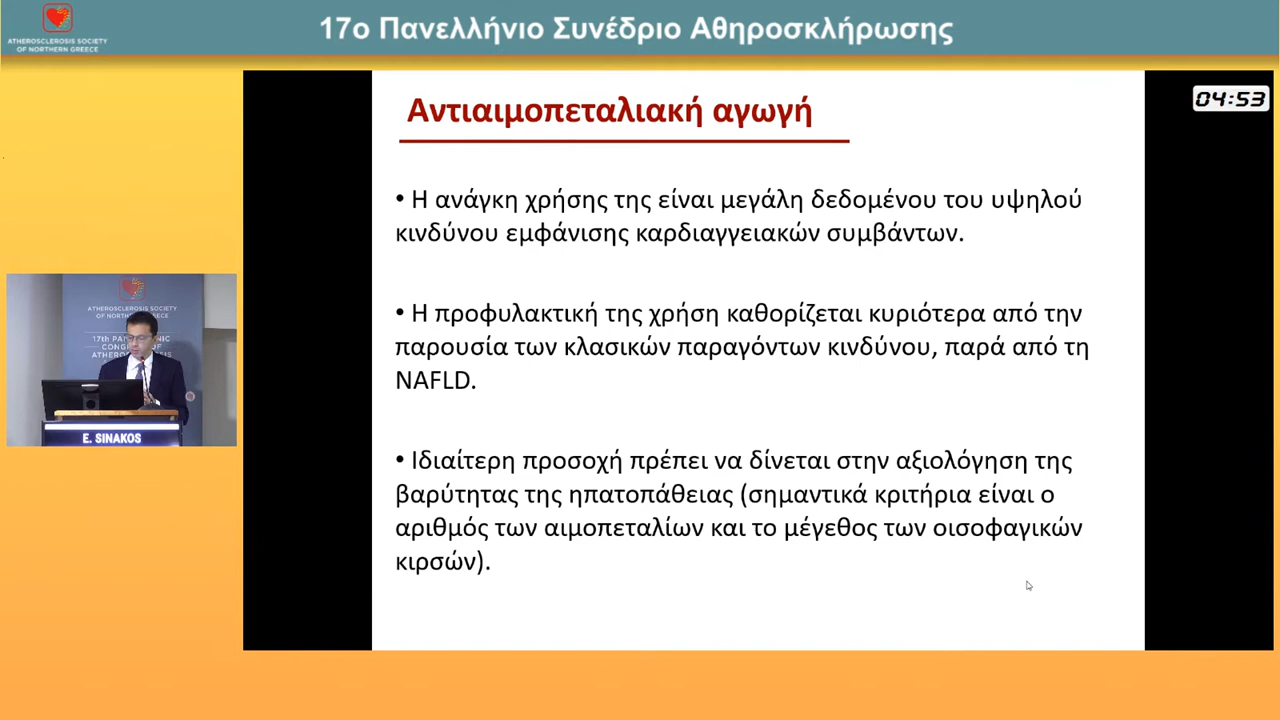 17ο Πανελλήνιο Συνέδριο Αθηροσκλήρωσης
ATHEROSCLEROSIS SOCIETY
OF NORTHERN GREECE
04:53
Αντιαιμοπεταλιακή αγωγή
• Η ανάγκη χρήσης της είναι μεγάλη δεδομένου του υψηλού
κινδύνου εμφάνισης καρδιαγγειακών συμβάντων.
• Η προφυλακτική της χρήση καθορίζεται κυριότερα από την
παρουσία των κλασικών παραγόντων κινδύνου, παρά από τη
NAFLD.
• Ιδιαίτερη προσοχή πρέπει να δίνεται στην αξιολόγηση της
βαρύτητας της ηπατοπάθειας (σημαντικά κριτήρια είναι ο
αριθμός των αιμοπεταλίων και το μέγεθος των οισοφαγικών
κιρσών).
ATHEROSCLEROSIS SOCIETY
17th
E. SINAKOS